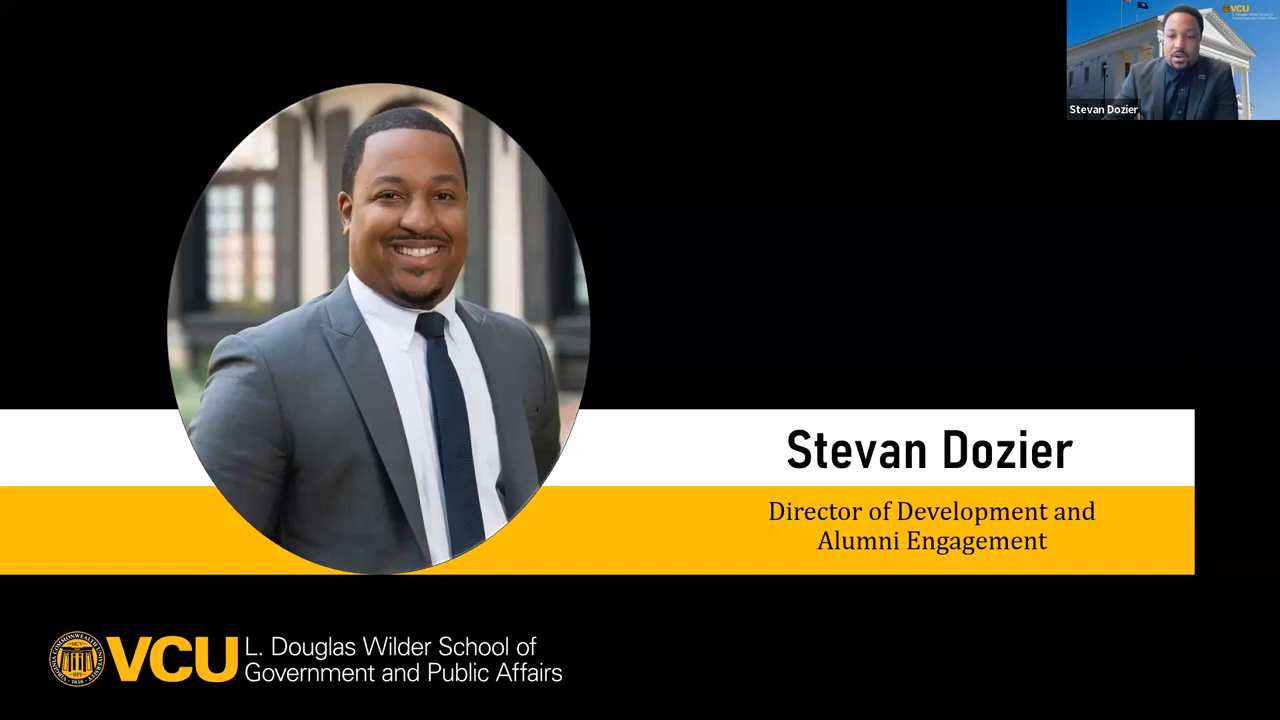 VCU
Stevan Dozier
Stevan Dozier
Director of Development and
Alumni Engagement
VCU
L. Douglas Wilder School of
Government and Public Affairs